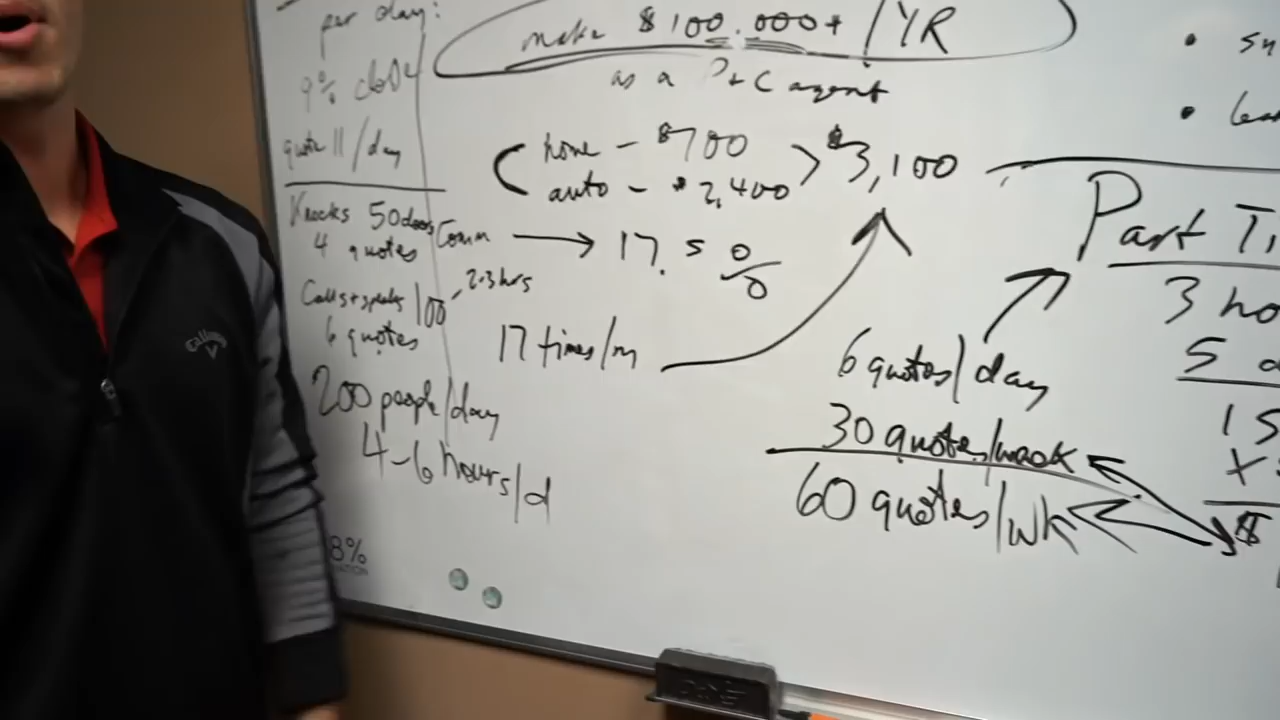 per day:
9% close
quote 11/day
Knocks 50 doors
4 quotes
Calls + speaks 100
2-3 hrs
6 quotes
200 people/day
4-6 hours/d
8%
make $100.000+ /YR
as a P+C agent
home - $700
auto - $2,400
$3,100
Comm → 17.5%
17 times/m
6 quotes/day
30 quotes/week
60 quotes/wk
Part Ti
3 ho
5 d
15
x
$
Callaway